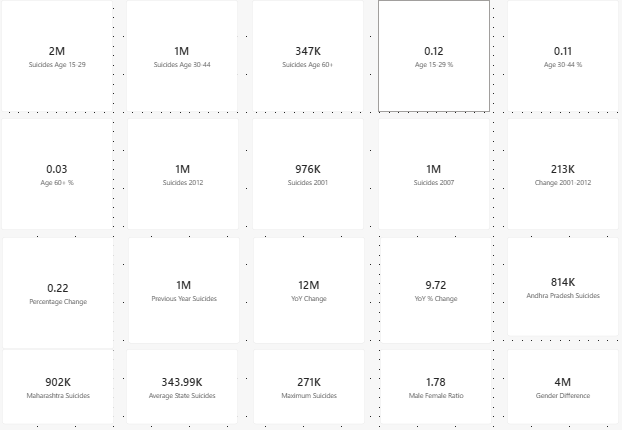 2M
Suicides Age 15-29
1M
Suicides Age 30-44
347K
Suicides Age 60+
0.12
Age 15-29 %
0.11
Age 30-44 %
0.03
Age 60+ %
1M
Suicides 2012
976K
Suicides 2001
1M
Suicides 2007
213K
Change 2001-2012
0.22
Percentage Change
1M
Previous Year Suicides
12M
YoY Change
9.72
YoY % Change
814K
Andhra Pradesh Suicides
902K
Maharashtra Suicides
343.99K
Average State Suicides
271K
Maximum Suicides
1.78
Male Female Ratio
4M
Gender Difference